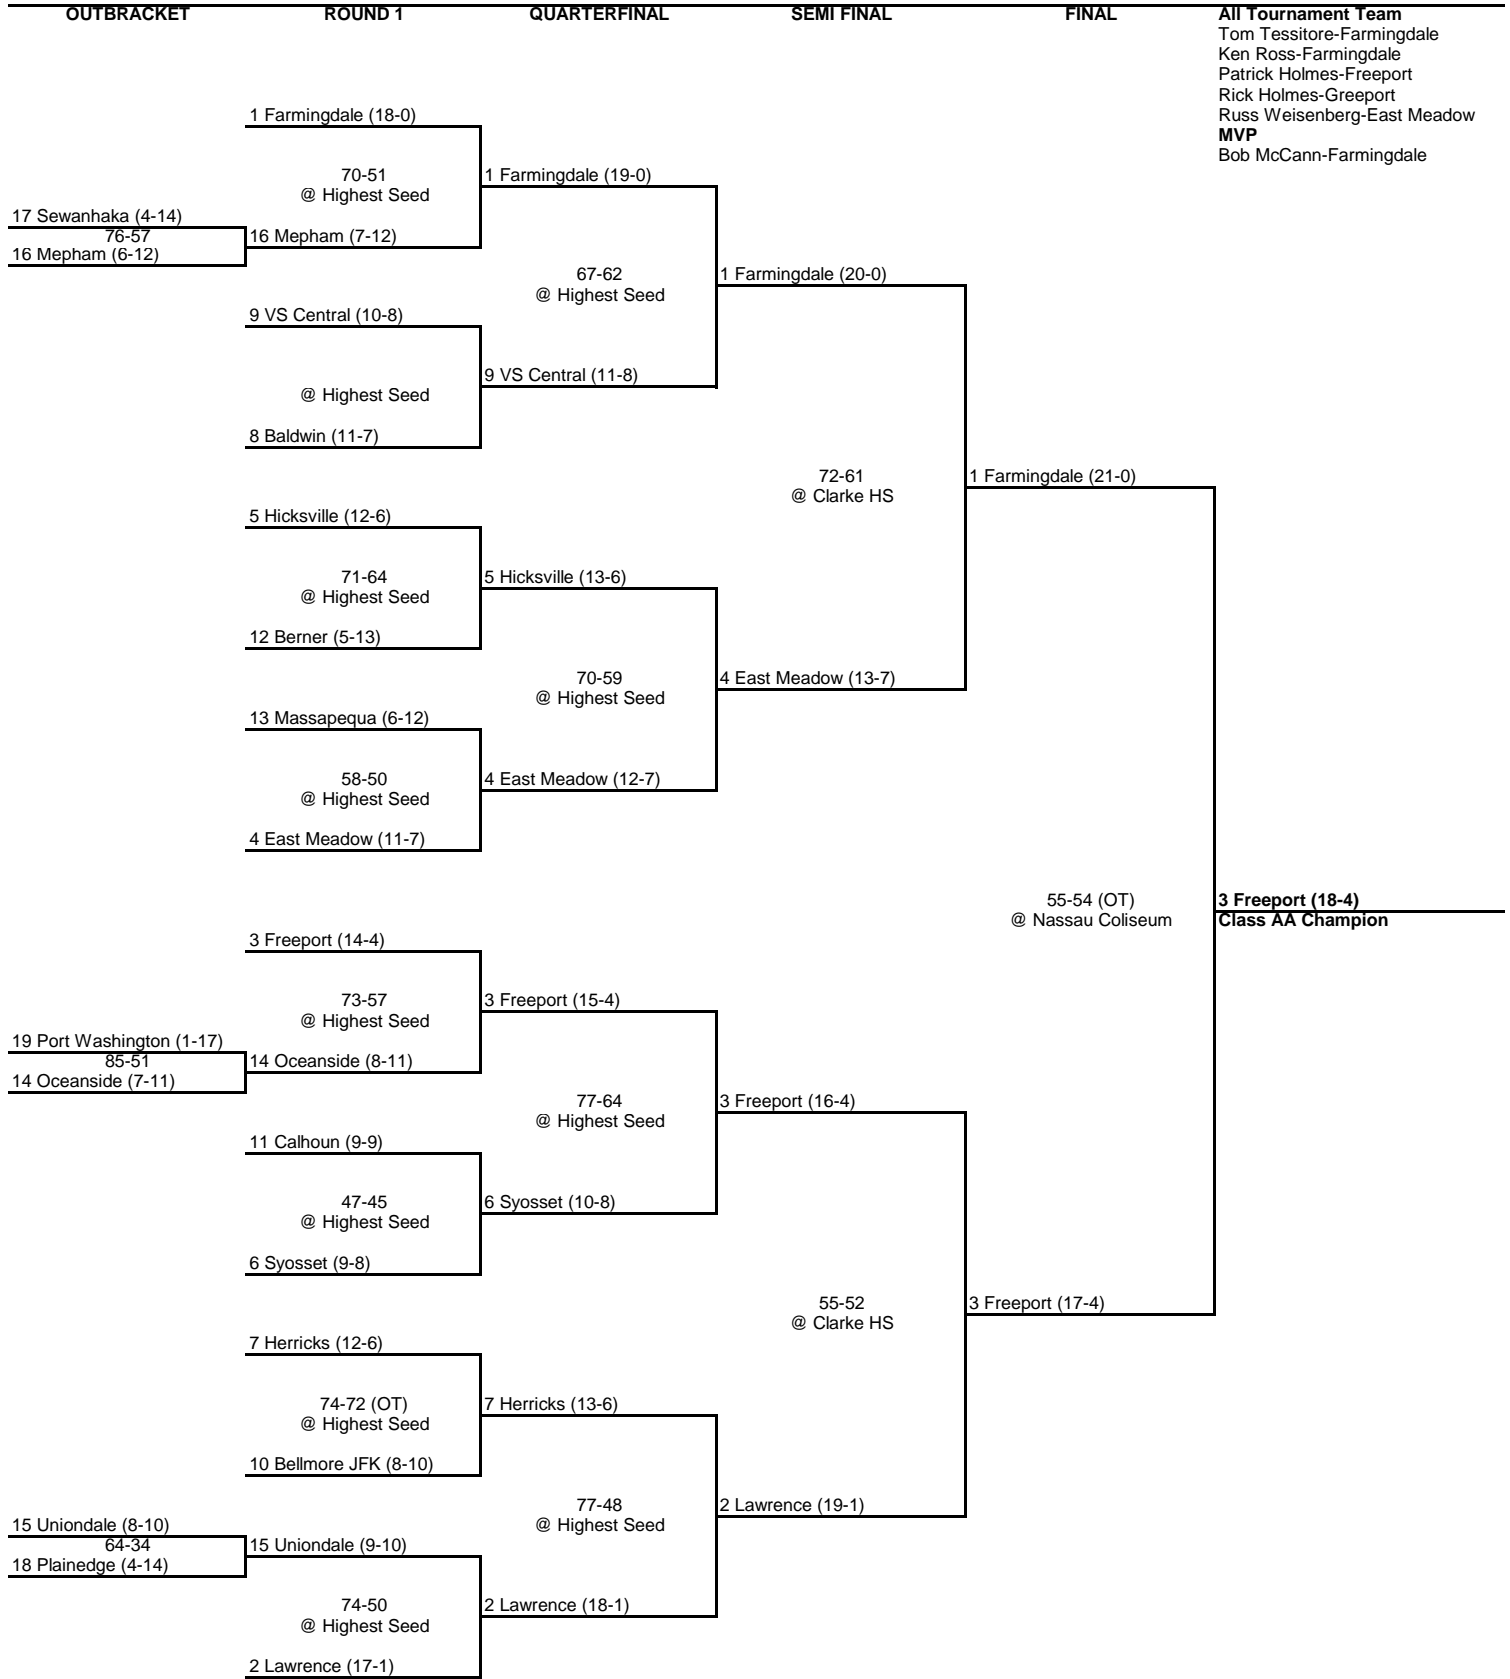 OUTBRACKET ROUND 1 QUARTERFINAL SEMI FINAL FINAL All Tournament Team
Tom Tessitore-Farmingdale
Ken Ross-Farmingdale
Patrick Holmes-Freeport
Rick Holmes-Greeport
Russ Weisenberg-East Meadow
MVP
Bob McCann-Farmingdale
1 Farmingdale (18-0)
70-51
@ Highest Seed
1 Farmingdale (19-0)
17 Sewanhaka (4-14)
76-57
16 Mepham (6-12)
16 Mepham (7-12)
67-62
@ Highest Seed
1 Farmingdale (20-0)
9 VS Central (10-8)
@ Highest Seed
9 VS Central (11-8)
8 Baldwin (11-7)
72-61
@ Clarke HS
1 Farmingdale (21-0)
5 Hicksville (12-6)
71-64
@ Highest Seed
5 Hicksville (13-6)
12 Berner (5-13)
70-59
@ Highest Seed
4 East Meadow (13-7)
13 Massapequa (6-12)
58-50
@ Highest Seed
4 East Meadow (12-7)
4 East Meadow (11-7)
55-54 (OT)
@ Nassau Coliseum
3 Freeport (18-4)
Class AA Champion
3 Freeport (14-4)
73-57
@ Highest Seed
3 Freeport (15-4)
19 Port Washington (1-17)
85-51
14 Oceanside (7-11)
14 Oceanside (8-11)
77-64
@ Highest Seed
3 Freeport (16-4)
11 Calhoun (9-9)
47-45
@ Highest Seed
6 Syosset (10-8)
6 Syosset (9-8)
55-52
@ Clarke HS
3 Freeport (17-4)
7 Herricks (12-6)
74-72 (OT)
@ Highest Seed
7 Herricks (13-6)
10 Bellmore JFK (8-10)
77-48
@ Highest Seed
2 Lawrence (19-1)
15 Uniondale (8-10)
64-34
18 Plainedge (4-14)
15 Uniondale (9-10)
74-50
@ Highest Seed
2 Lawrence (18-1)
2 Lawrence (17-1)